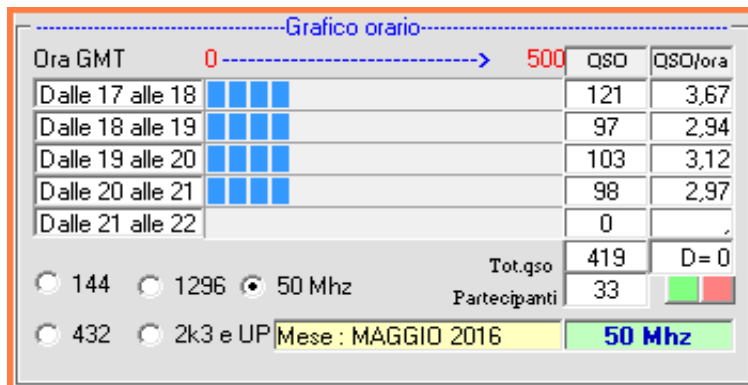 Grafico orario
Ora GMT 0 ------------------------------> 500 QSO QSO/ora
Dalle 17 alle 18 121 3,67
Dalle 18 alle 19 97 2,94
Dalle 19 alle 20 103 3,12
Dalle 20 alle 21 98 2,97
Dalle 21 alle 22 0 ,
Tot.qso 419 D= 0
144 1296 50 Mhz Partecipanti 33
432 2k3 e UP Mese : MAGGIO 2016 50 Mhz